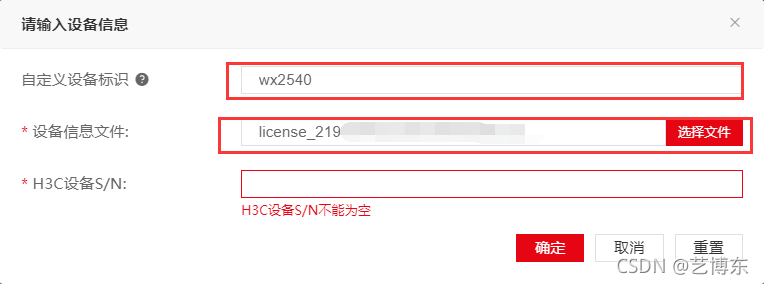 请输入设备信息
自定义设备标识 ?
wx2540
* 设备信息文件:
license_219
选择文件
* H3C设备S/N:
H3C设备S/N不能为空
确定
取消
重置
CSDN @艺博东